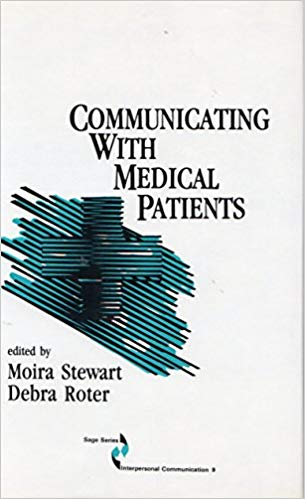 COMMUNICATING
WITH
MEDICAL
PATIENTS
edited by
Moira Stewart
Debra Roter
Sage Series
Interpersonal Communication 9